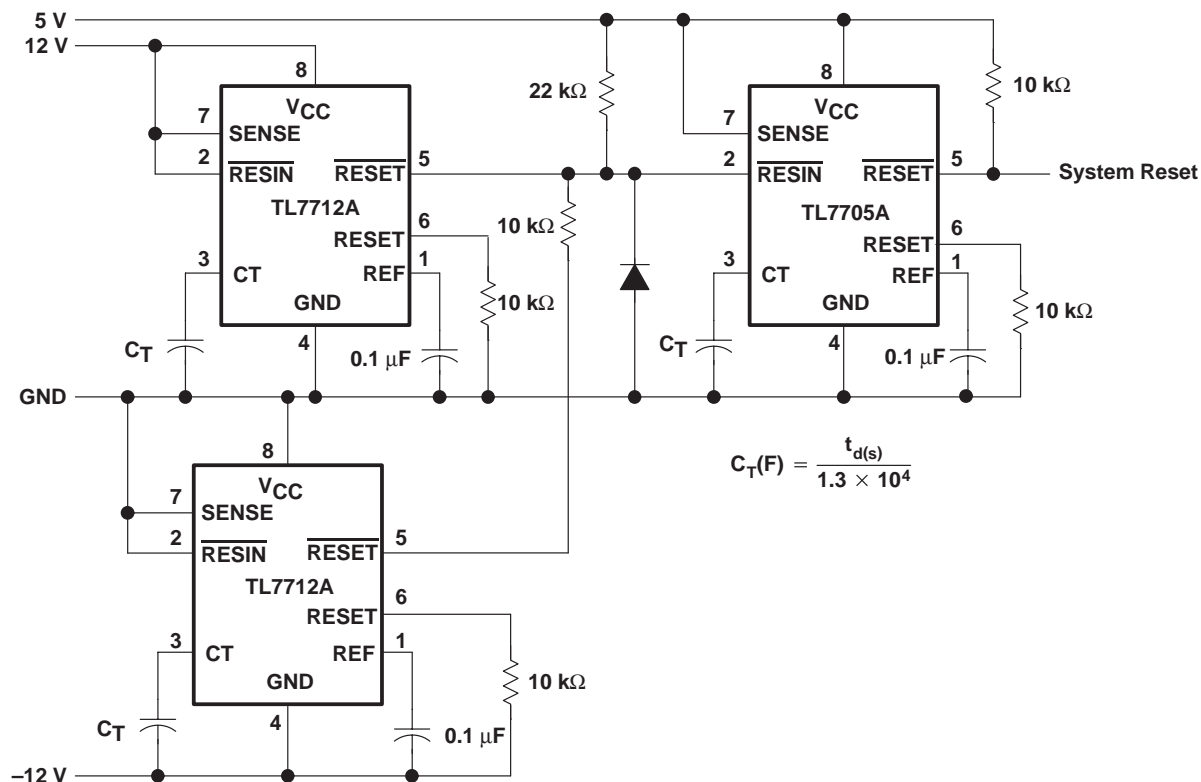 5 V
12 V
8
VCC
7
SENSE
2
RESIN
RESET
5
TL7712A
6
RESET
3
CT
REF
1
GND
4
CT
0.1 μF
10 kΩ
22 kΩ
10 kΩ
8
VCC
7
SENSE
2
RESIN
RESET
5
TL7705A
6
RESET
3
CT
REF
1
GND
4
CT
0.1 μF
10 kΩ
10 kΩ
System Reset
GND
8
VCC
7
SENSE
2
RESIN
RESET
5
TL7712A
6
RESET
3
CT
REF
1
GND
4
CT
0.1 μF
10 kΩ
–12 V
CT(F) = td(s) / 1.3 × 10⁴